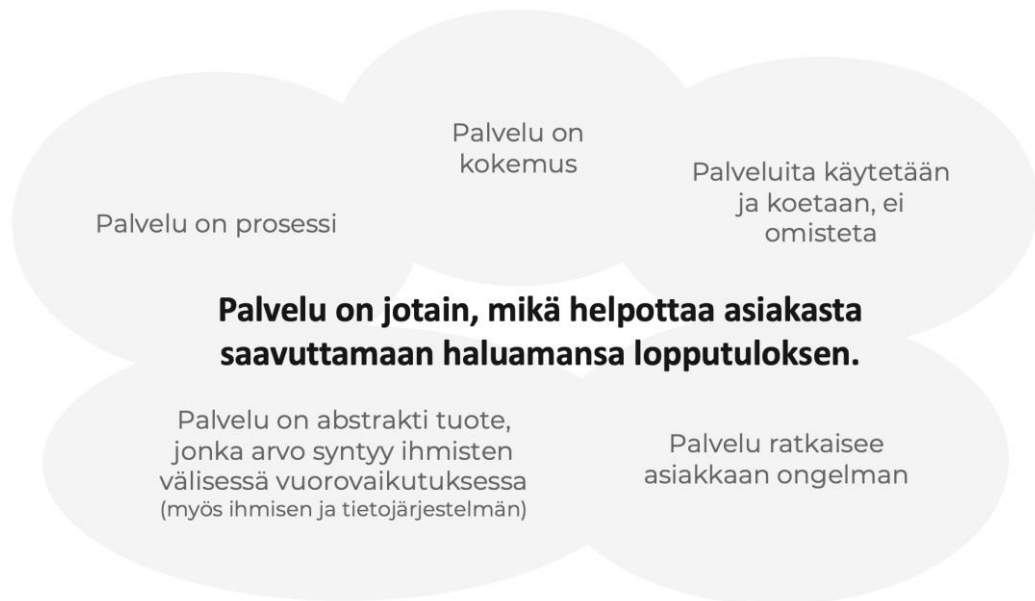 Palvelu on
kokemus
Palveluita käytetään
ja koetaan, ei
omisteta
Palvelu on prosessi
Palvelu on jotain, mikä helpottaa asiakasta
saavuttamaan haluamansa lopputuloksen.
Palvelu on abstrakti tuote,
jonka arvo syntyy ihmisten
välisessä vuorovaikutuksessa
(myös ihmisen ja tietojärjestelmän)
Palvelu ratkaisee
asiakkaan ongelman